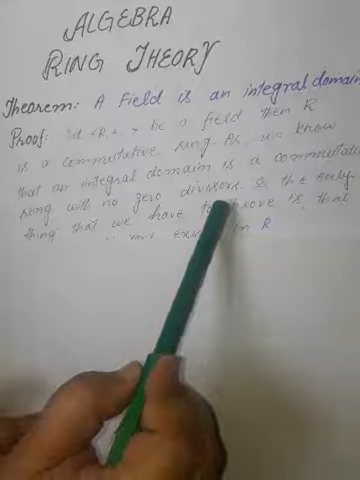 ALGEBRA
RING THEORY
Theorem: A Field is an integral domain
Proof: Let <R, +, .> be a field then R
is a commutative ring. As, we know
that an integral domain is a commutati
ring with no zero divisors. So the only
thing that we have to prove is, that
in R